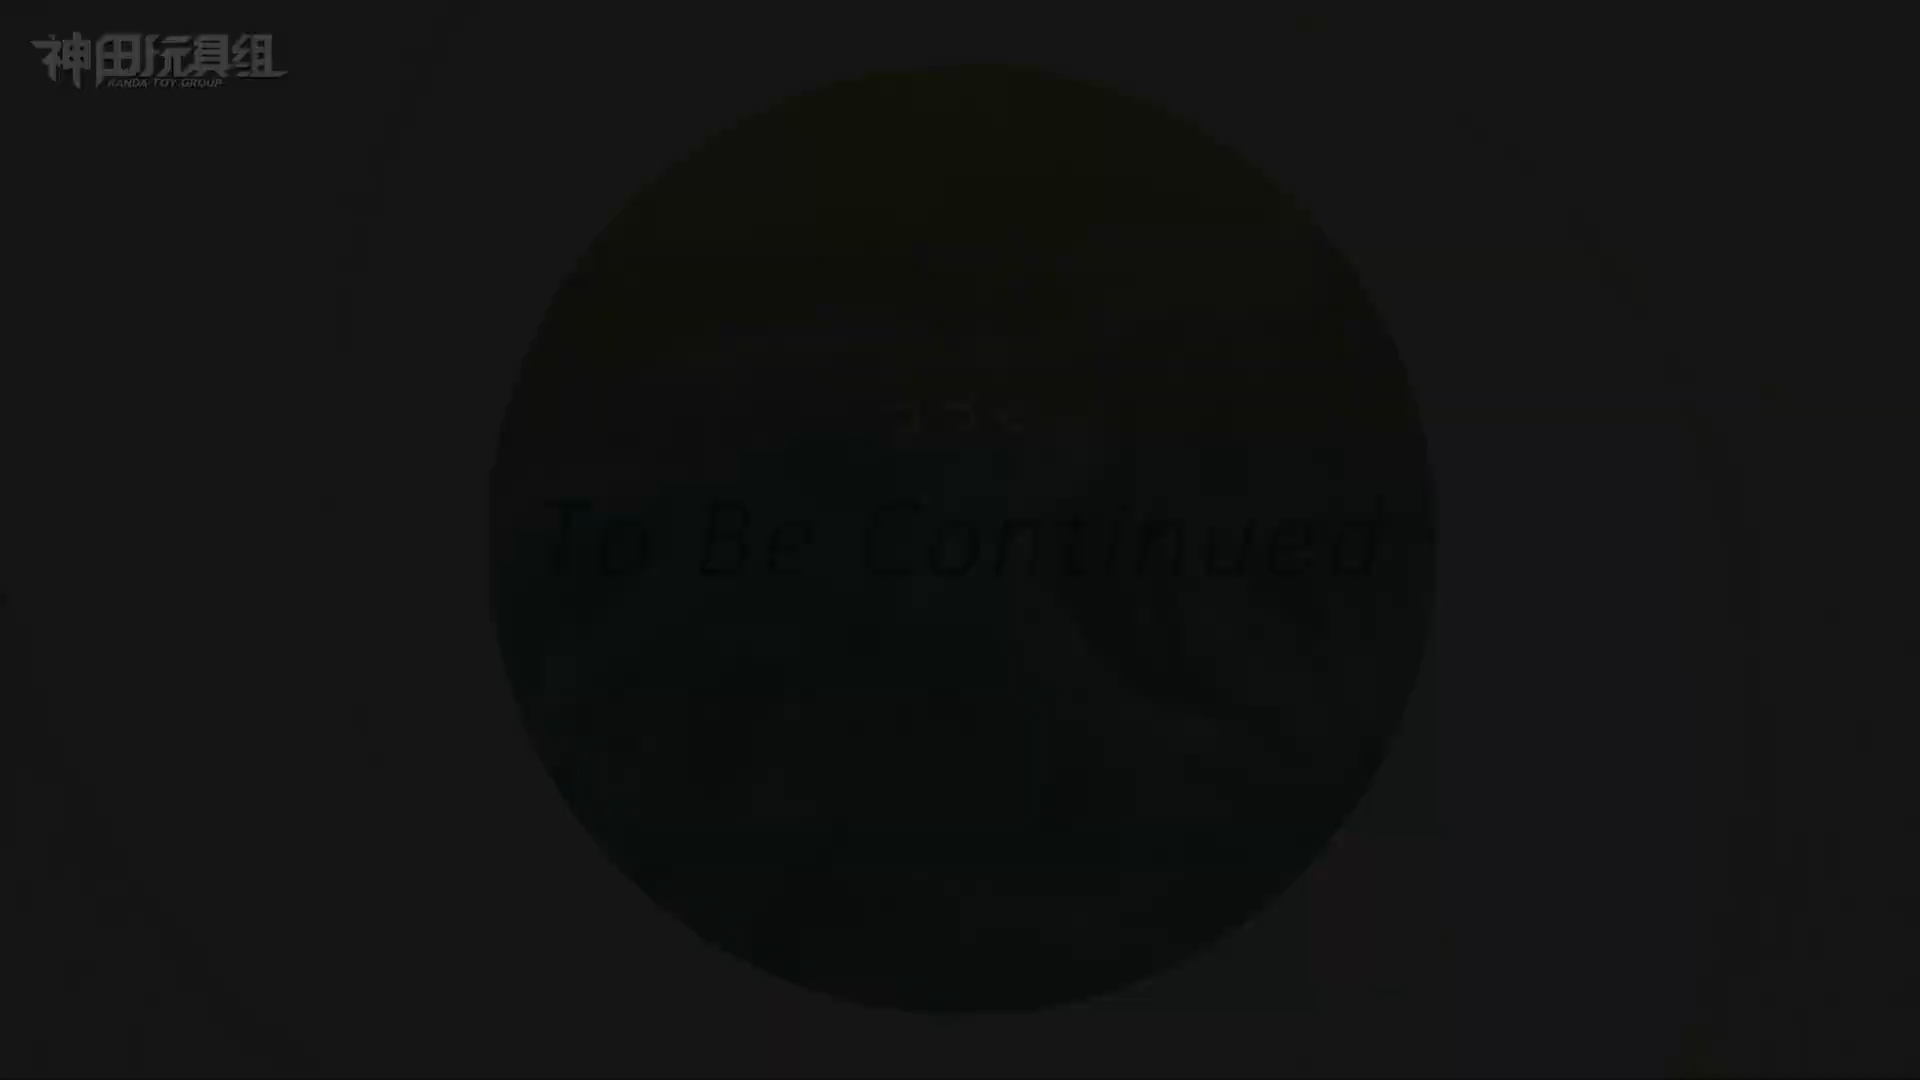 神田玩具组
KANDA TOY GROUP
To Be Continued